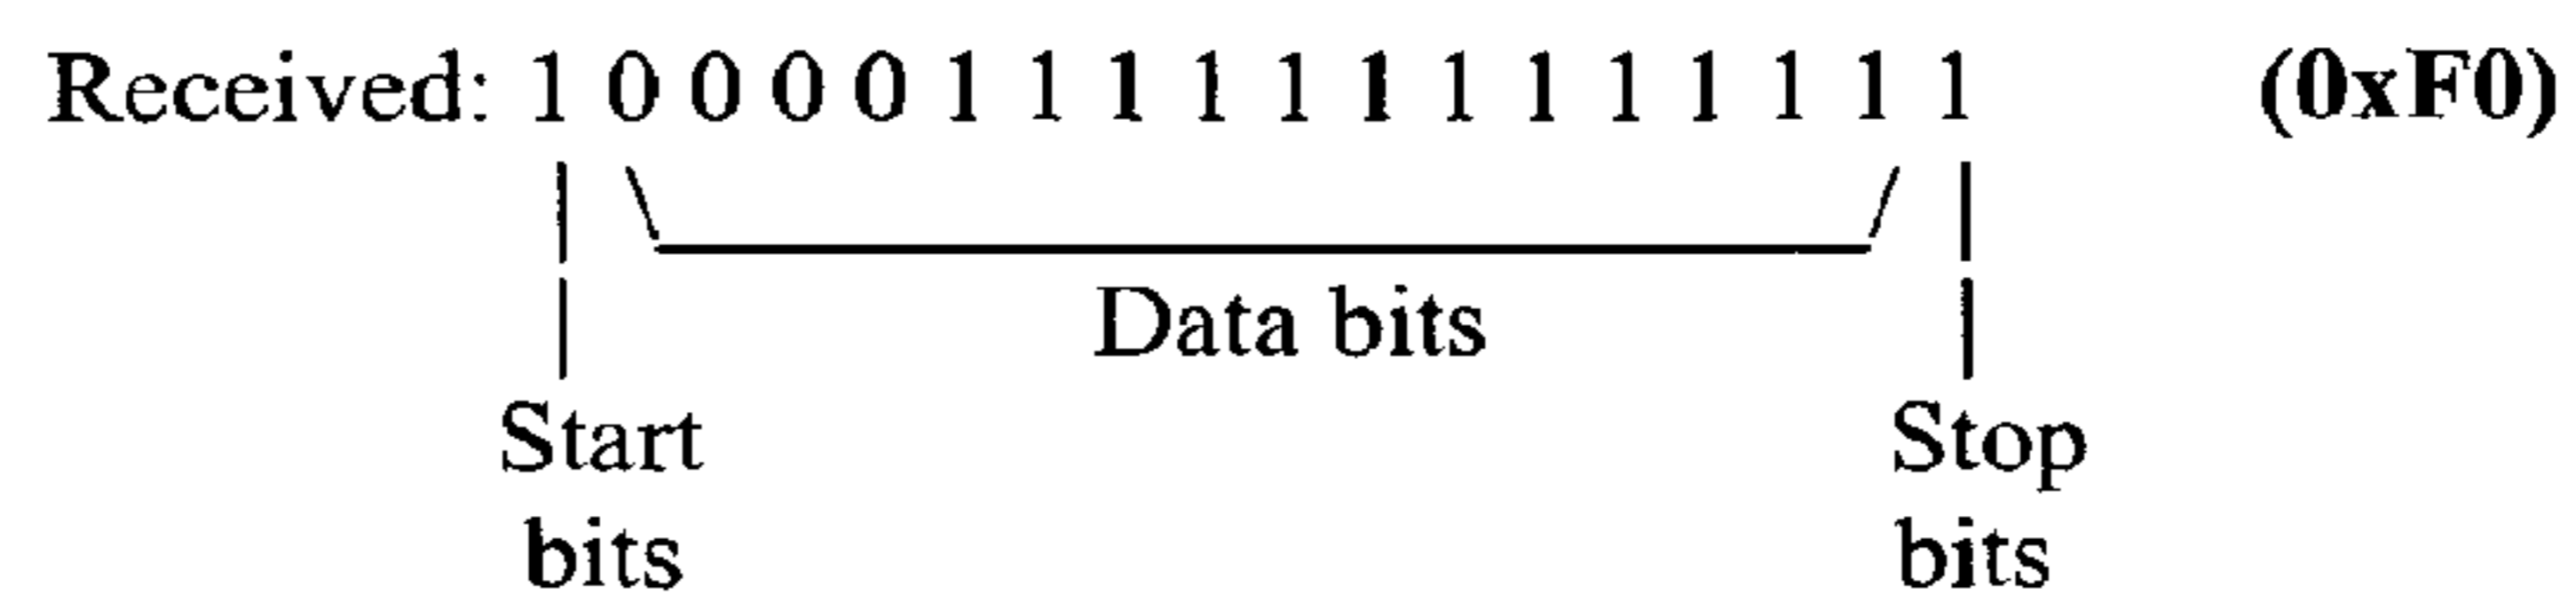 Received: 1 0 0 0 0 1 1 1 1 1 1 1 1 1 1 1 1 1 (0xF0)
Data bits
Start bits
Stop bits